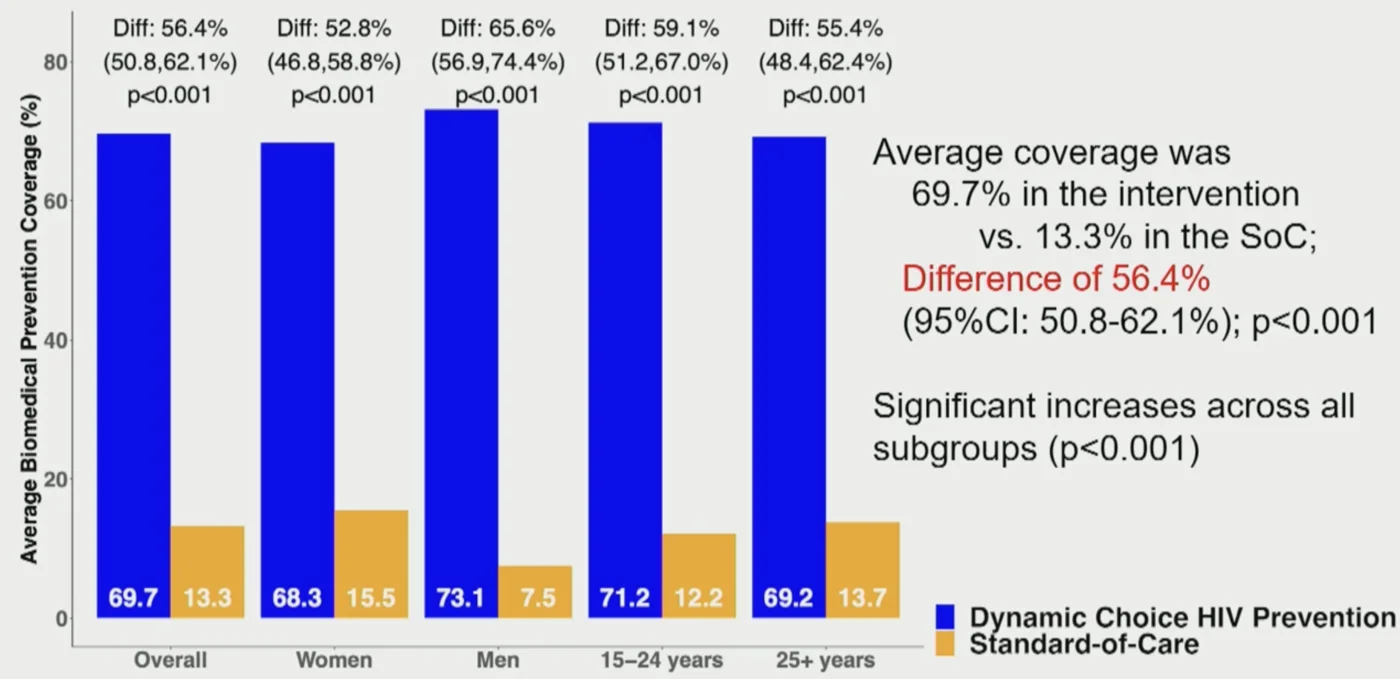 Diff: 56.4% Diff: 52.8% Diff: 65.6% Diff: 59.1% Diff: 55.4%
(50.8,62.1%) (46.8,58.8%) (56.9,74.4%) (51.2,67.0%) (48.4,62.4%)
p<0.001 p<0.001 p<0.001 p<0.001 p<0.001
Average Biomedical Prevention Coverage (%)
80
60
40
20
0
69.7 13.3 68.3 15.5 73.1 7.5 71.2 12.2 69.2 13.7
Overall Women Men 15–24 years 25+ years
Average coverage was
69.7% in the intervention
vs. 13.3% in the SoC;
Difference of 56.4%
(95%CI: 50.8-62.1%); p<0.001
Significant increases across all
subgroups (p<0.001)
Dynamic Choice HIV Prevention
Standard-of-Care